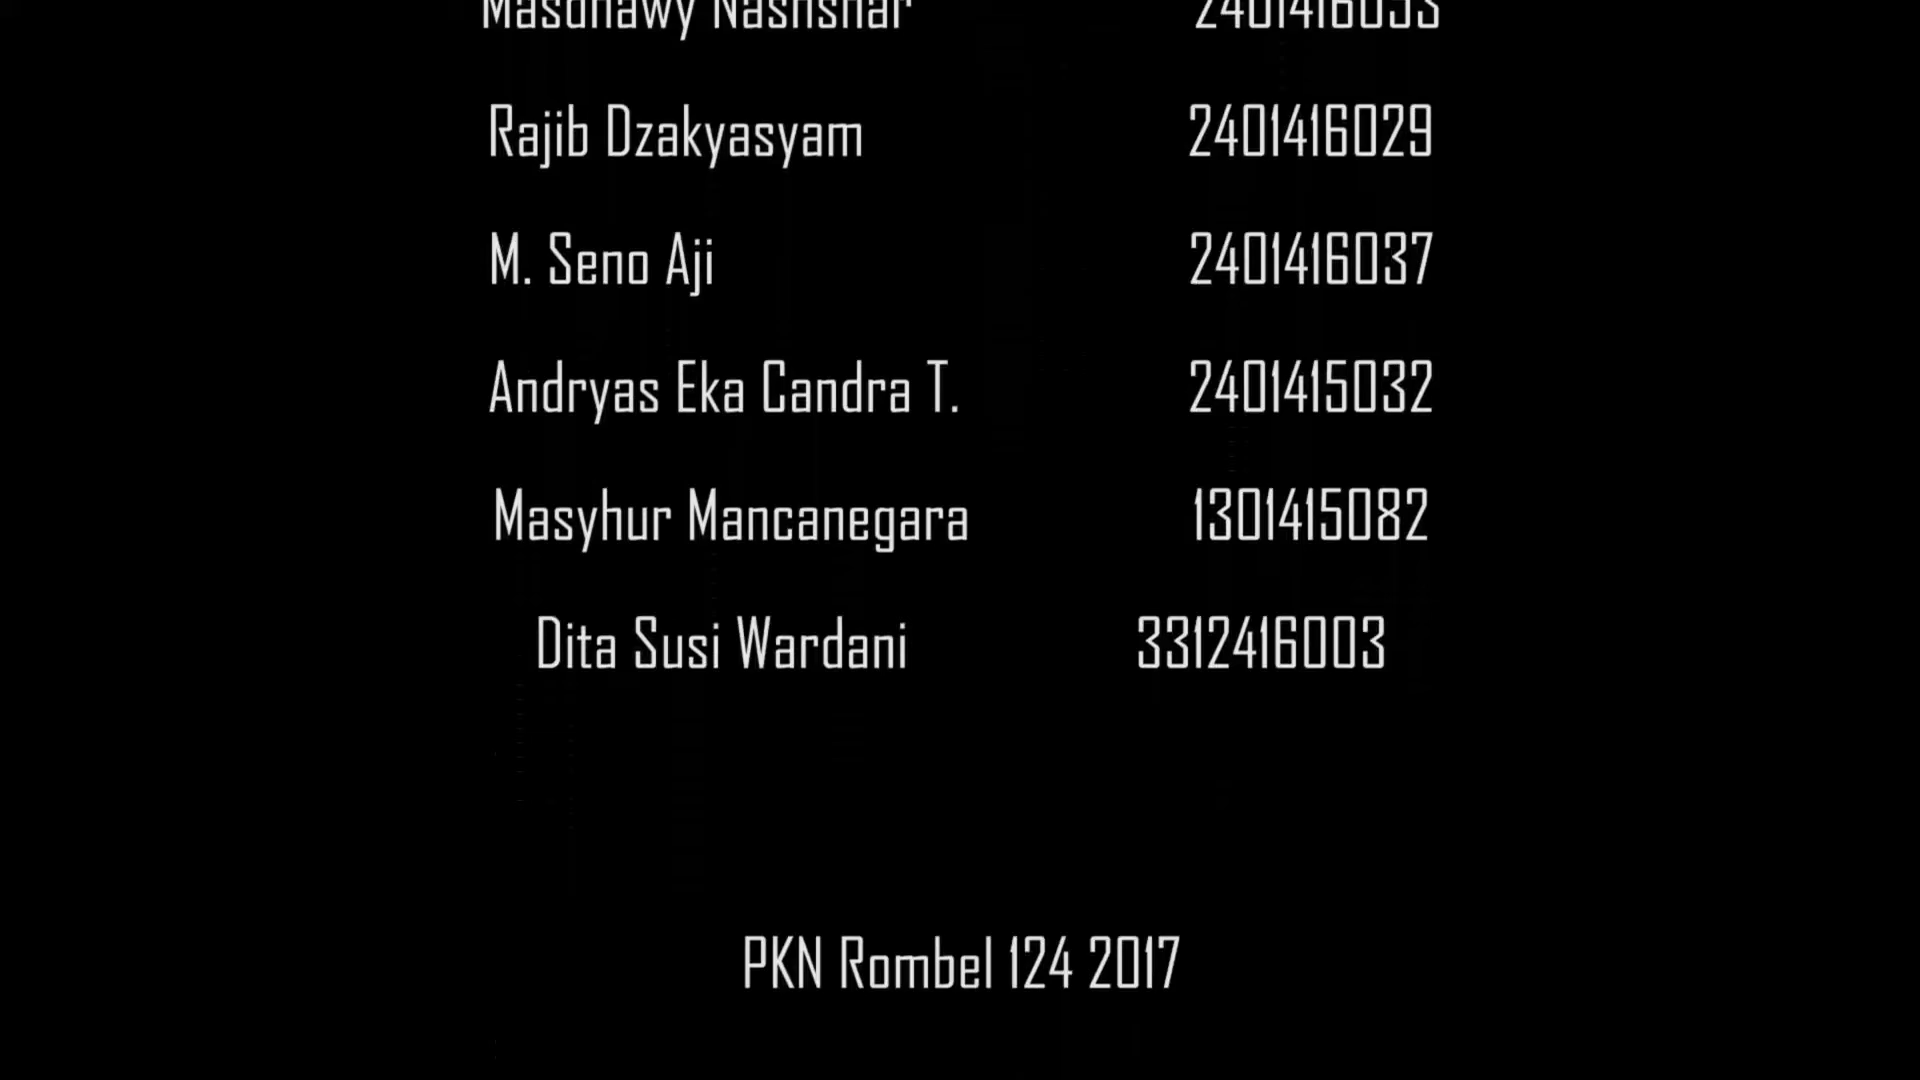 Rajib Dzakyasyam 2401416029
M. Seno Aji 2401416037
Andryas Eka Candra T. 2401415032
Masyhur Mancanegara 1301415082
Dita Susi Wardani 3312416003
PKN Rombel 124 2017